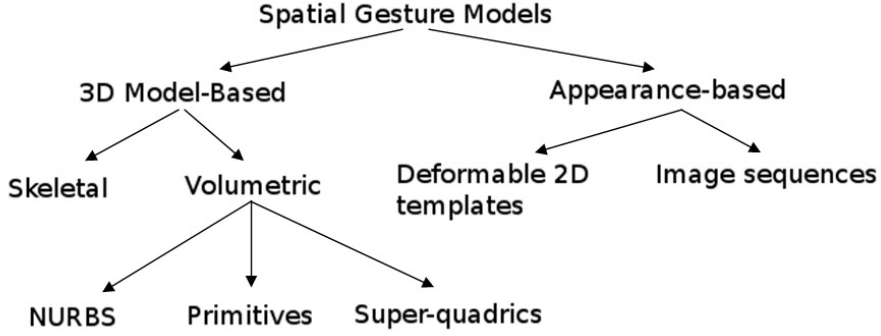 Spatial Gesture Models
3D Model-Based
Appearance-based
Skeletal
Volumetric
Deformable 2D
templates
Image sequences
NURBS
Primitives
Super-quadrics